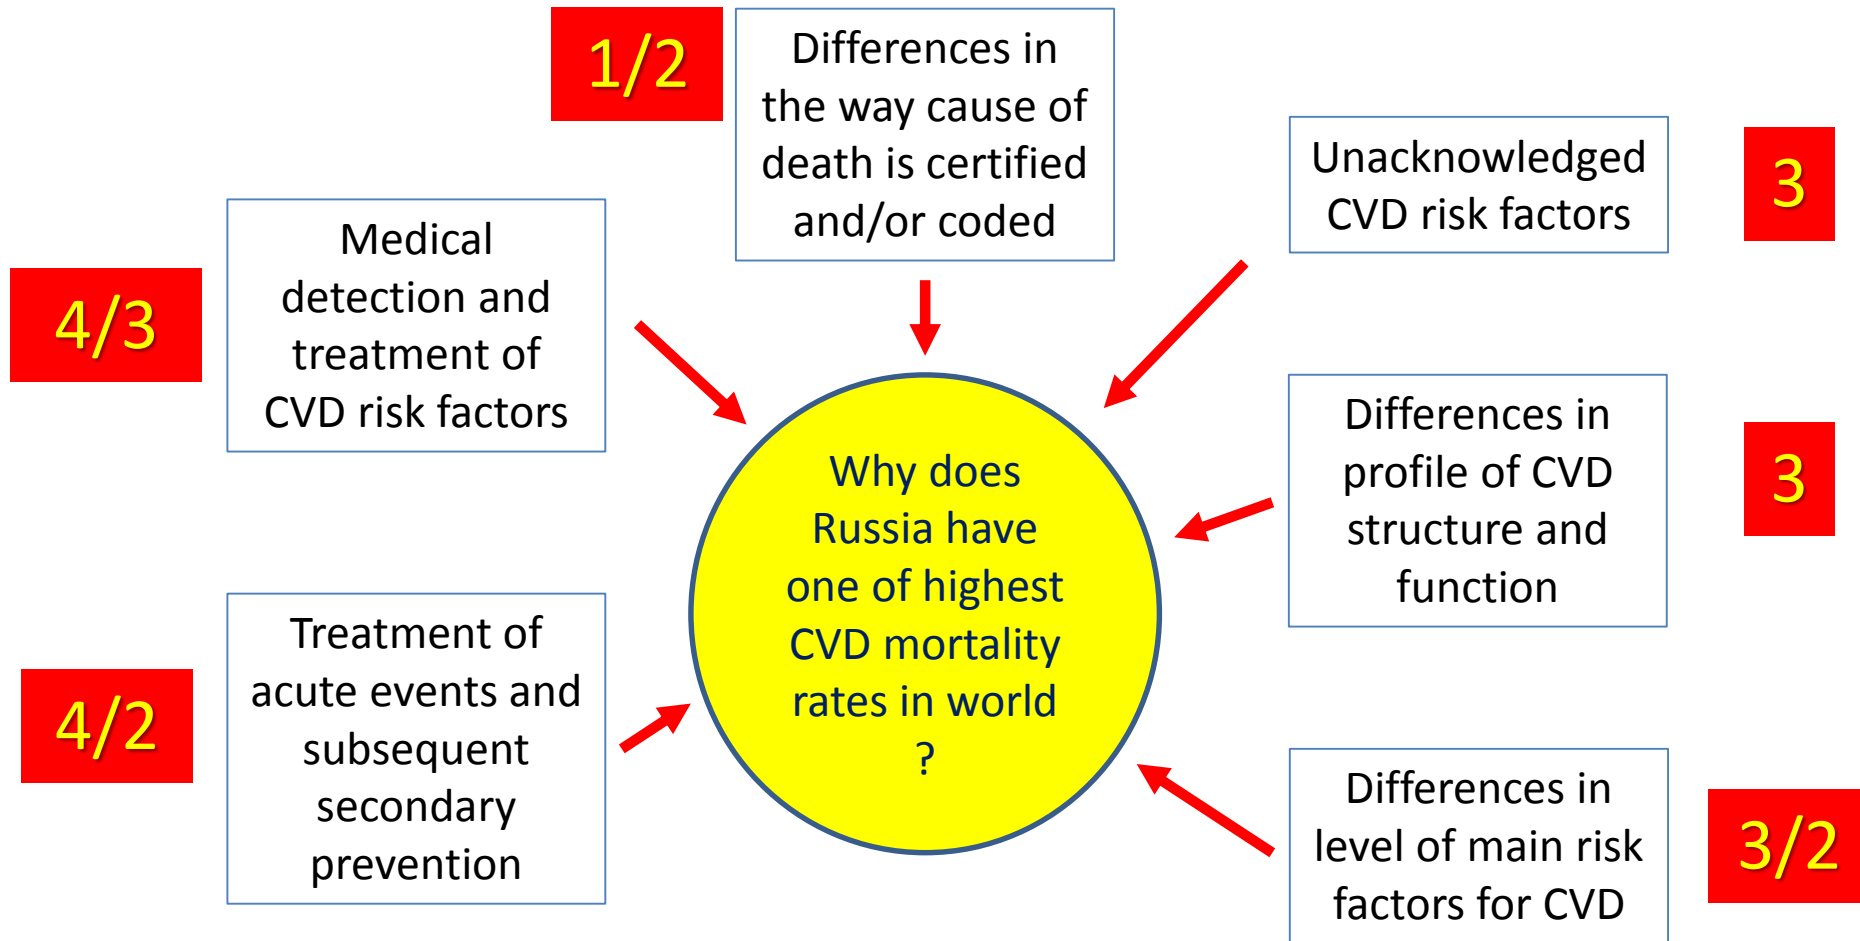 1/2
Differences in
the way cause of
death is certified
and/or coded
Unacknowledged
CVD risk factors
3
4/3
Medical
detection and
treatment of
CVD risk factors
Differences in
profile of CVD
structure and
function
3
Why does
Russia have
one of highest
CVD mortality
rates in world
?
4/2
Treatment of
acute events and
subsequent
secondary
prevention
Differences in
level of main risk
factors for CVD
3/2